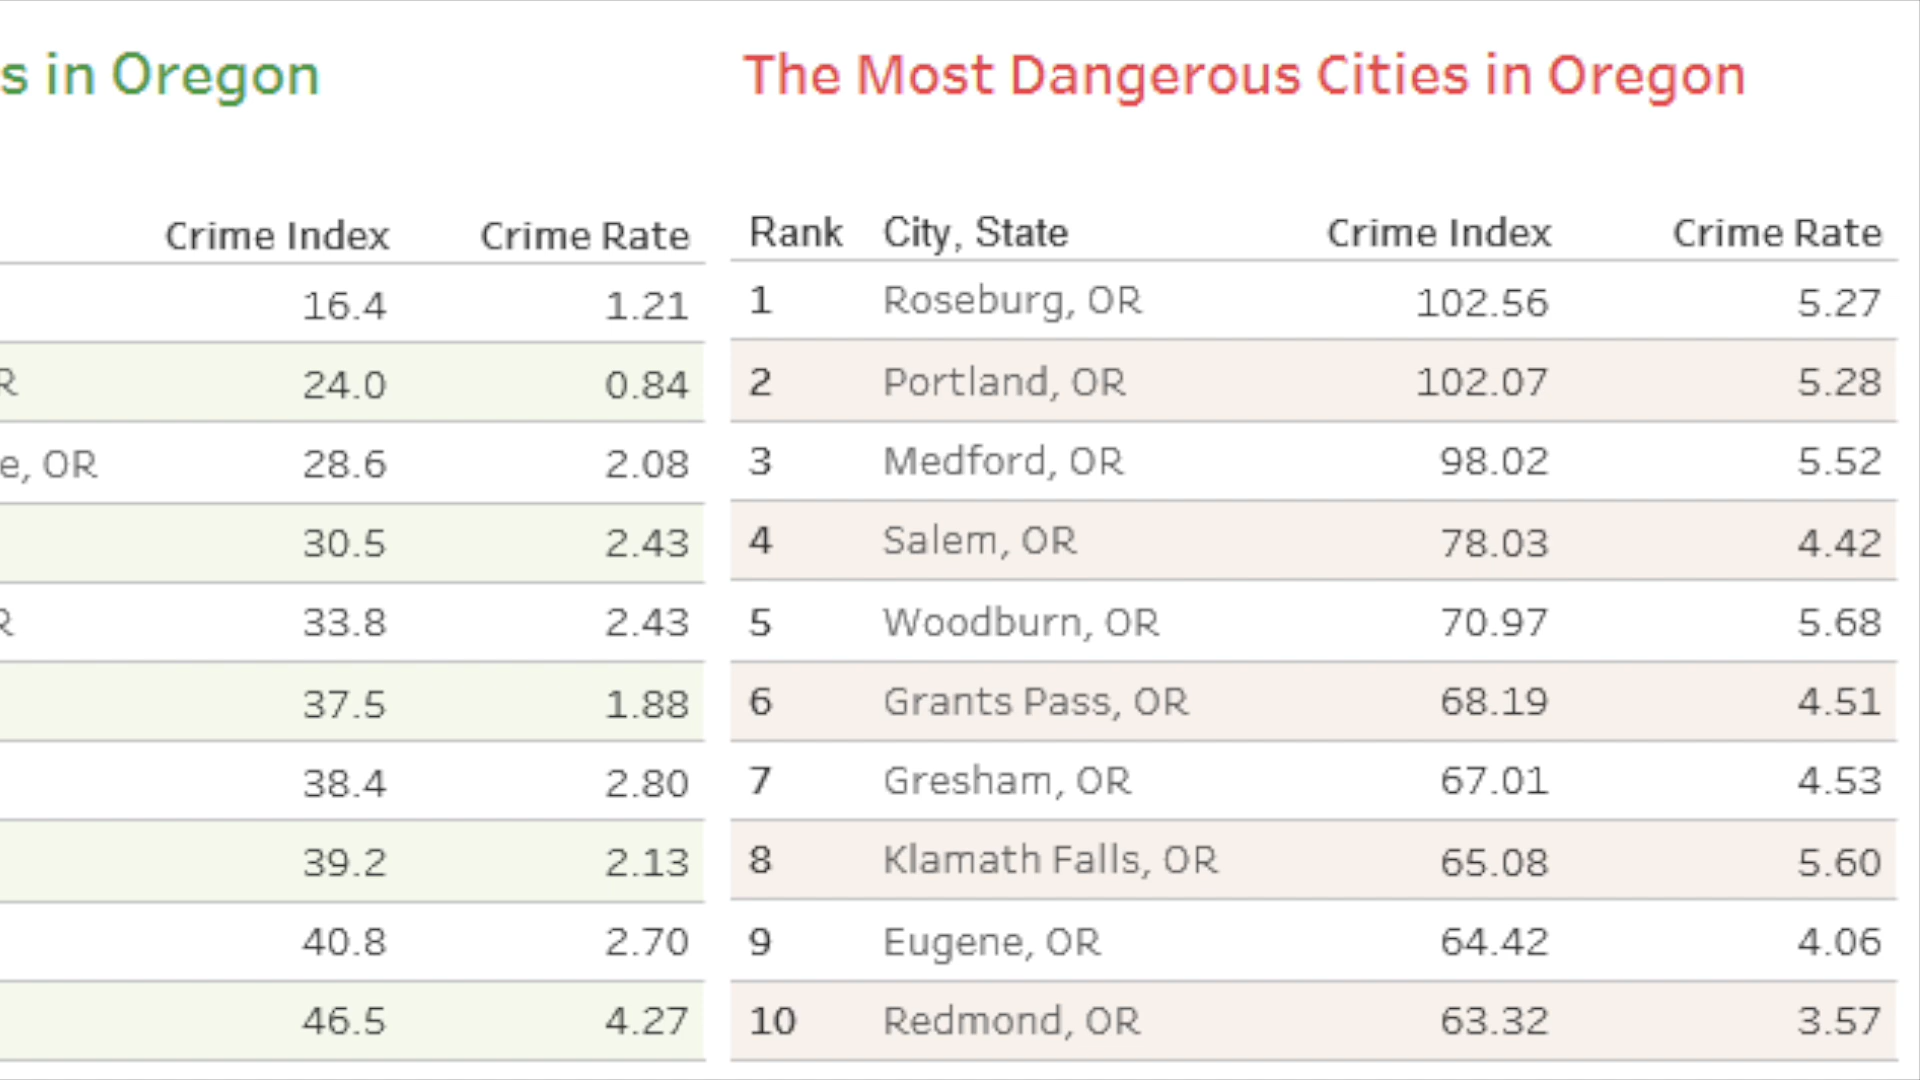 s in Oregon
Crime Index Crime Rate
16.4 1.21
R 24.0 0.84
e, OR 28.6 2.08
30.5 2.43
R 33.8 2.43
37.5 1.88
38.4 2.80
39.2 2.13
40.8 2.70
46.5 4.27
The Most Dangerous Cities in Oregon
Rank City, State Crime Index Crime Rate
1 Roseburg, OR 102.56 5.27
2 Portland, OR 102.07 5.28
3 Medford, OR 98.02 5.52
4 Salem, OR 78.03 4.42
5 Woodburn, OR 70.97 5.68
6 Grants Pass, OR 68.19 4.51
7 Gresham, OR 67.01 4.53
8 Klamath Falls, OR 65.08 5.60
9 Eugene, OR 64.42 4.06
10 Redmond, OR 63.32 3.57